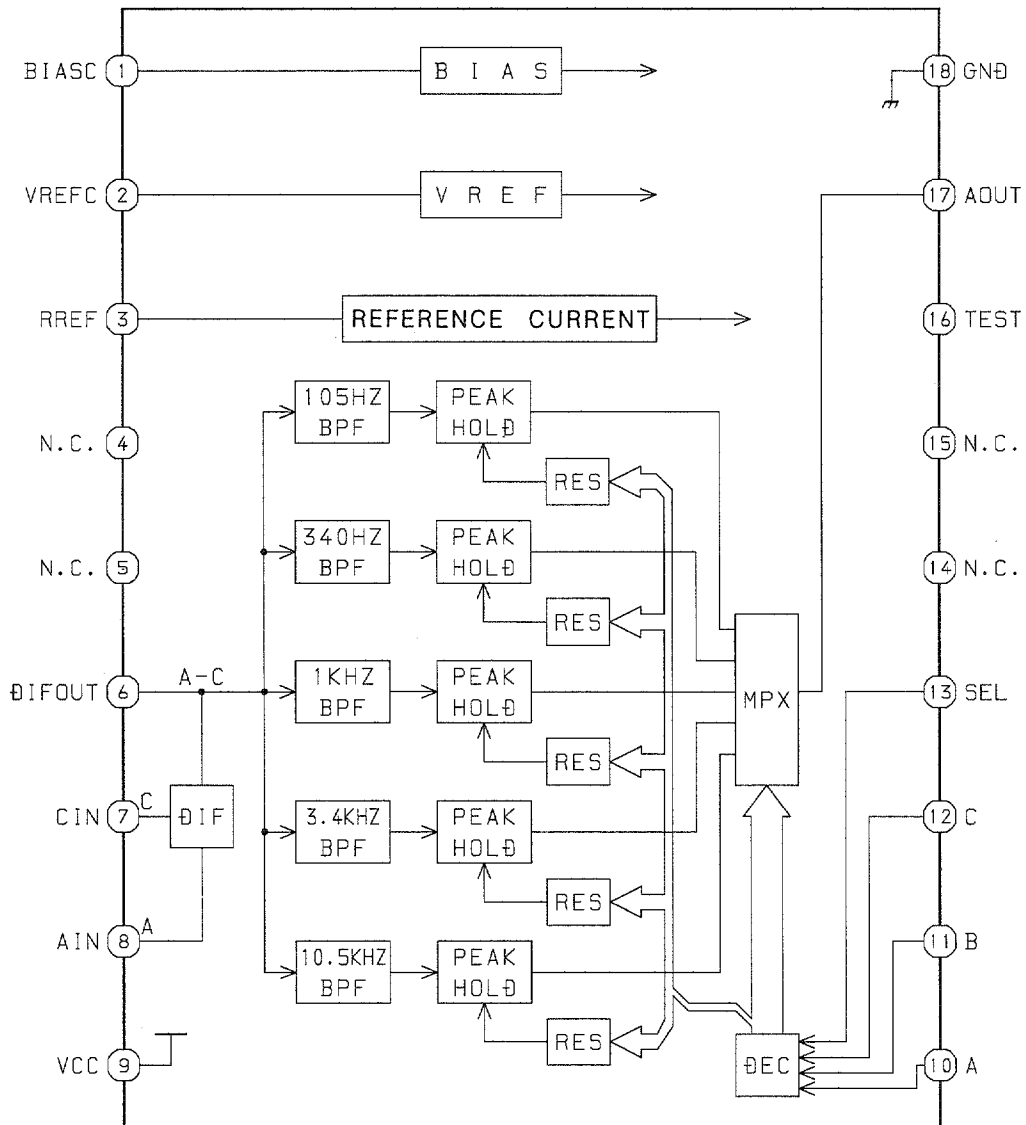 BIASC 1 BIAS 18 GND
VREFC 2 VREF 17 AOUT
RREF 3 REFERENCE CURRENT 16 TEST
105HZ BPF
PEAK HOLD
N.C. 4 15 N.C.
RES
340HZ BPF
PEAK HOLD
N.C. 5 14 N.C.
RES
DIFOUT 6 A-C
1KHZ BPF
PEAK HOLD
MPX
13 SEL
RES
CIN 7 C DIF
3.4KHZ BPF
PEAK HOLD
12 C
RES
AIN 8 A
10.5KHZ BPF
PEAK HOLD
11 B
RES
VCC 9
DEC
10 A